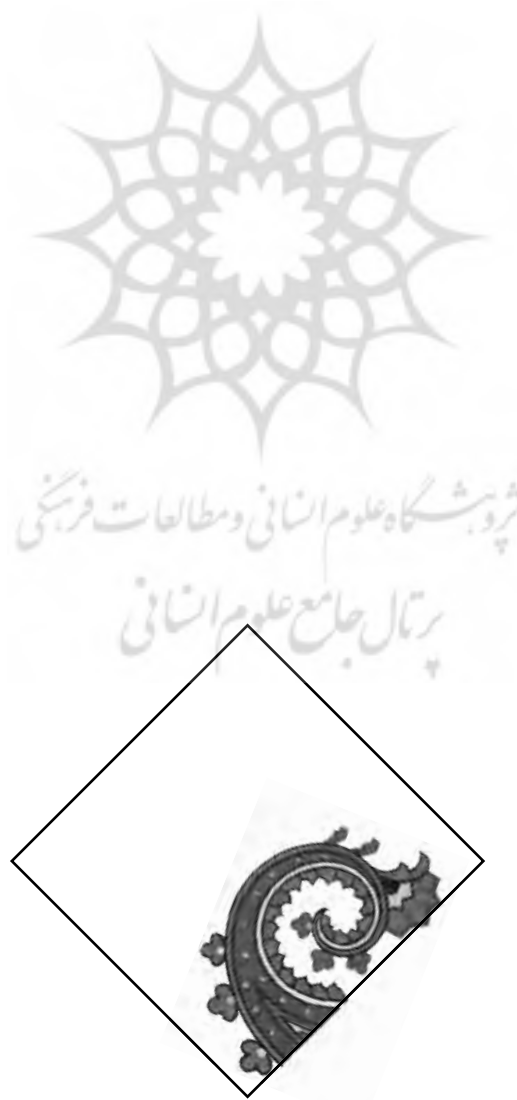 پژوهشگاه علوم انسانی و مطالعات فرهنگی
پرتال جامع علوم انسانی